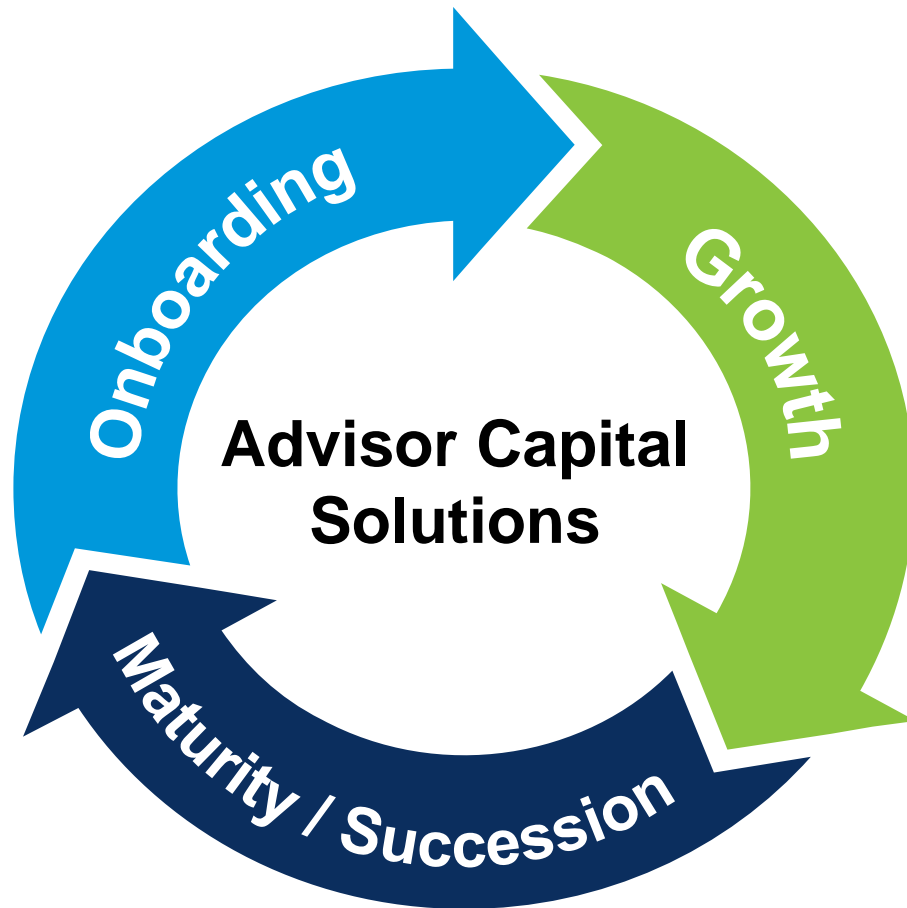 Onboarding
Growth
Advisor Capital
Solutions
Maturity / Succession